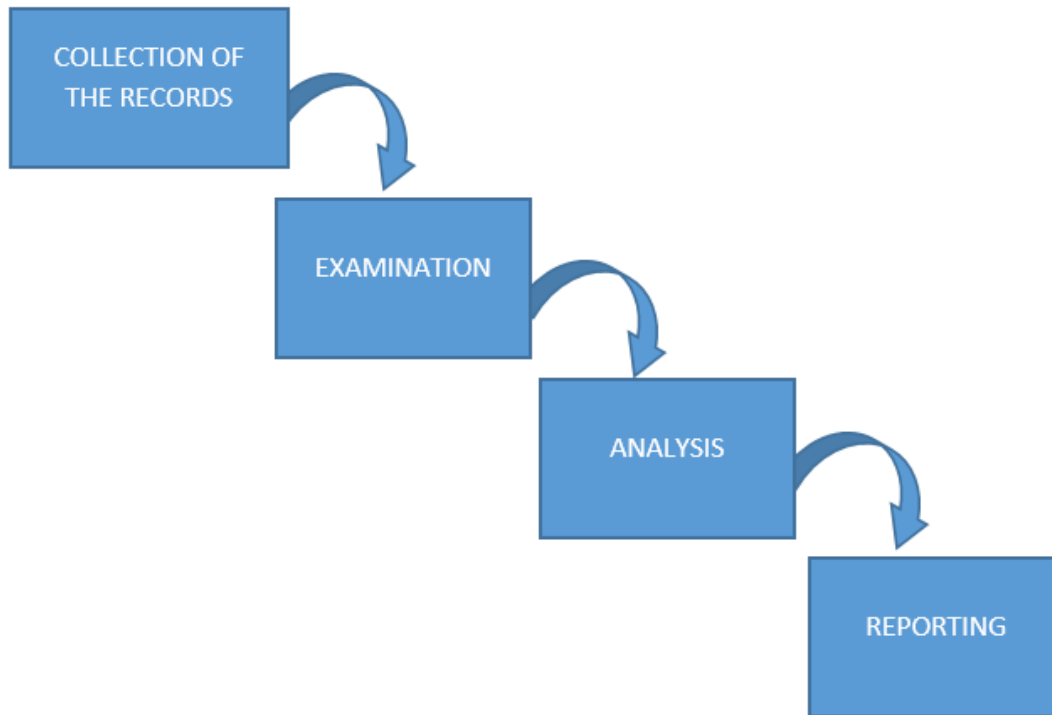 COLLECTION OF
THE RECORDS
EXAMINATION
ANALYSIS
REPORTING